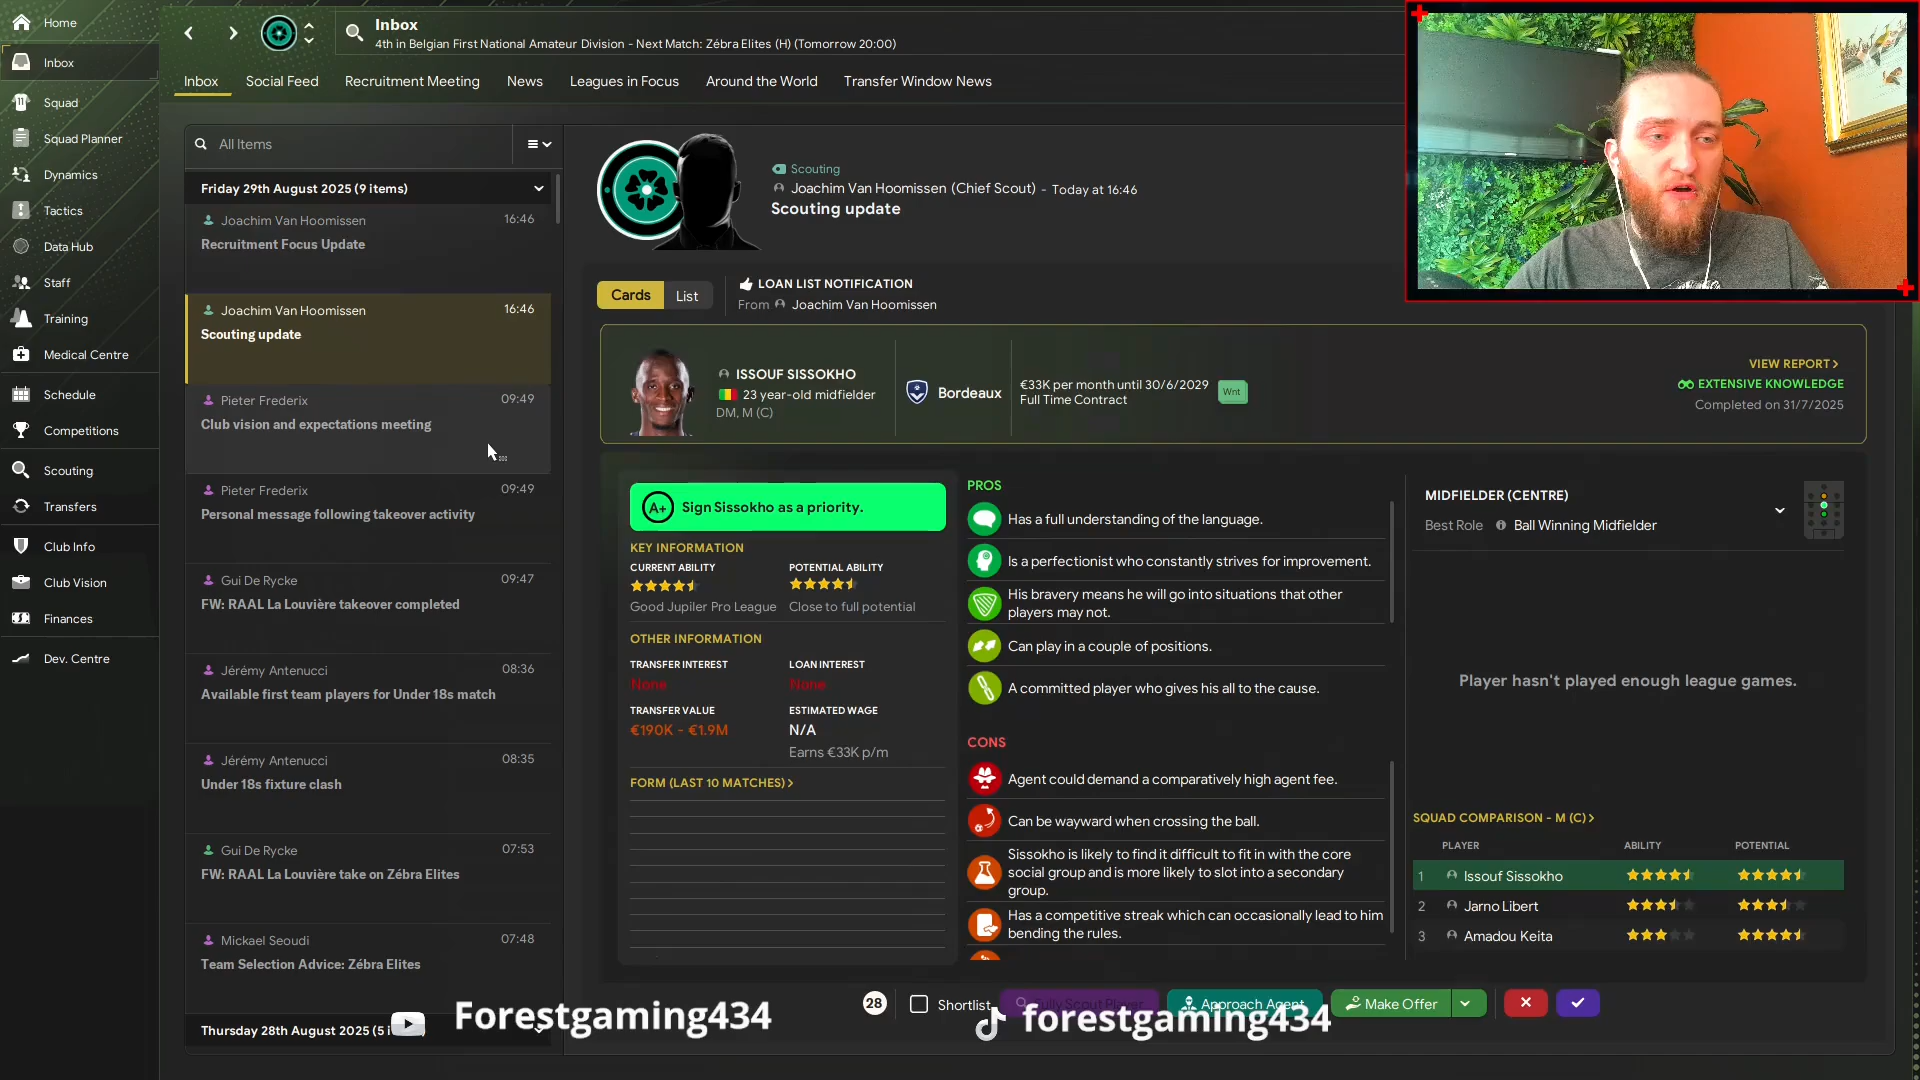 Home
Inbox
Squad
Squad Planner
Dynamics
Tactics
Data Hub
Staff
Training
Medical Centre
Schedule
Competitions
Scouting
Transfers
Club Info
Club Vision
Finances
Dev. Centre
Inbox
4th in Belgian First National Amateur Division - Next Match: Zébra Elites (H) (Tomorrow 20:00)
Inbox Social Feed Recruitment Meeting News Leagues in Focus Around the World Transfer Window News
All Items
Friday 29th August 2025 (9 items)
Joachim Van Hoomissen 16:46
Recruitment Focus Update
Joachim Van Hoomissen 16:46
Scouting update
Pieter Frederix 09:49
Club vision and expectations meeting
Pieter Frederix 09:49
Personal message following takeover activity
Gui De Rycke 09:47
FW: RAAL La Louvière takeover completed
Jérémy Antenucci 08:36
Available first team players for Under 18s match
Jérémy Antenucci 08:35
Under 18s fixture clash
Gui De Rycke 07:53
FW: RAAL La Louvière take on Zébra Elites
Mickael Seoudi 07:48
Team Selection Advice: Zébra Elites
Thursday 28th August 2025 (5 i
Scouting
Joachim Van Hoomissen (Chief Scout) - Today at 16:46
Scouting update
Cards List
LOAN LIST NOTIFICATION
From Joachim Van Hoomissen
ISSOUF SISSOKHO
23 year-old midfielder
DM, M (C)
Bordeaux
€33K per month until 30/6/2029
Full Time Contract
Wnt
VIEW REPORT >
EXTENSIVE KNOWLEDGE
Completed on 31/7/2025
A+ Sign Sissokho as a priority.
KEY INFORMATION
CURRENT ABILITY POTENTIAL ABILITY
Good Jupiler Pro League Close to full potential
OTHER INFORMATION
TRANSFER INTEREST LOAN INTEREST
None None
TRANSFER VALUE ESTIMATED WAGE
€190K - €1.9M N/A
Earns €33K p/m
FORM (LAST 10 MATCHES) >
PROS
Has a full understanding of the language.
Is a perfectionist who constantly strives for improvement.
His bravery means he will go into situations that other
players may not.
Can play in a couple of positions.
A committed player who gives his all to the cause.
CONS
Agent could demand a comparatively high agent fee.
Can be wayward when crossing the ball.
Sissokho is likely to find it difficult to fit in with the core
social group and is more likely to slot into a secondary
group.
Has a competitive streak which can occasionally lead to him
bending the rules.
MIDFIELDER (CENTRE)
Best Role Ball Winning Midfielder
Player hasn't played enough league games.
SQUAD COMPARISON - M (C) >
PLAYER ABILITY POTENTIAL
1 Issouf Sissokho
2 Jarno Libert
3 Amadou Keita
28 Shortlist Fully Scout Player Approach Agent Make Offer
Forestgaming434
forestgaming434